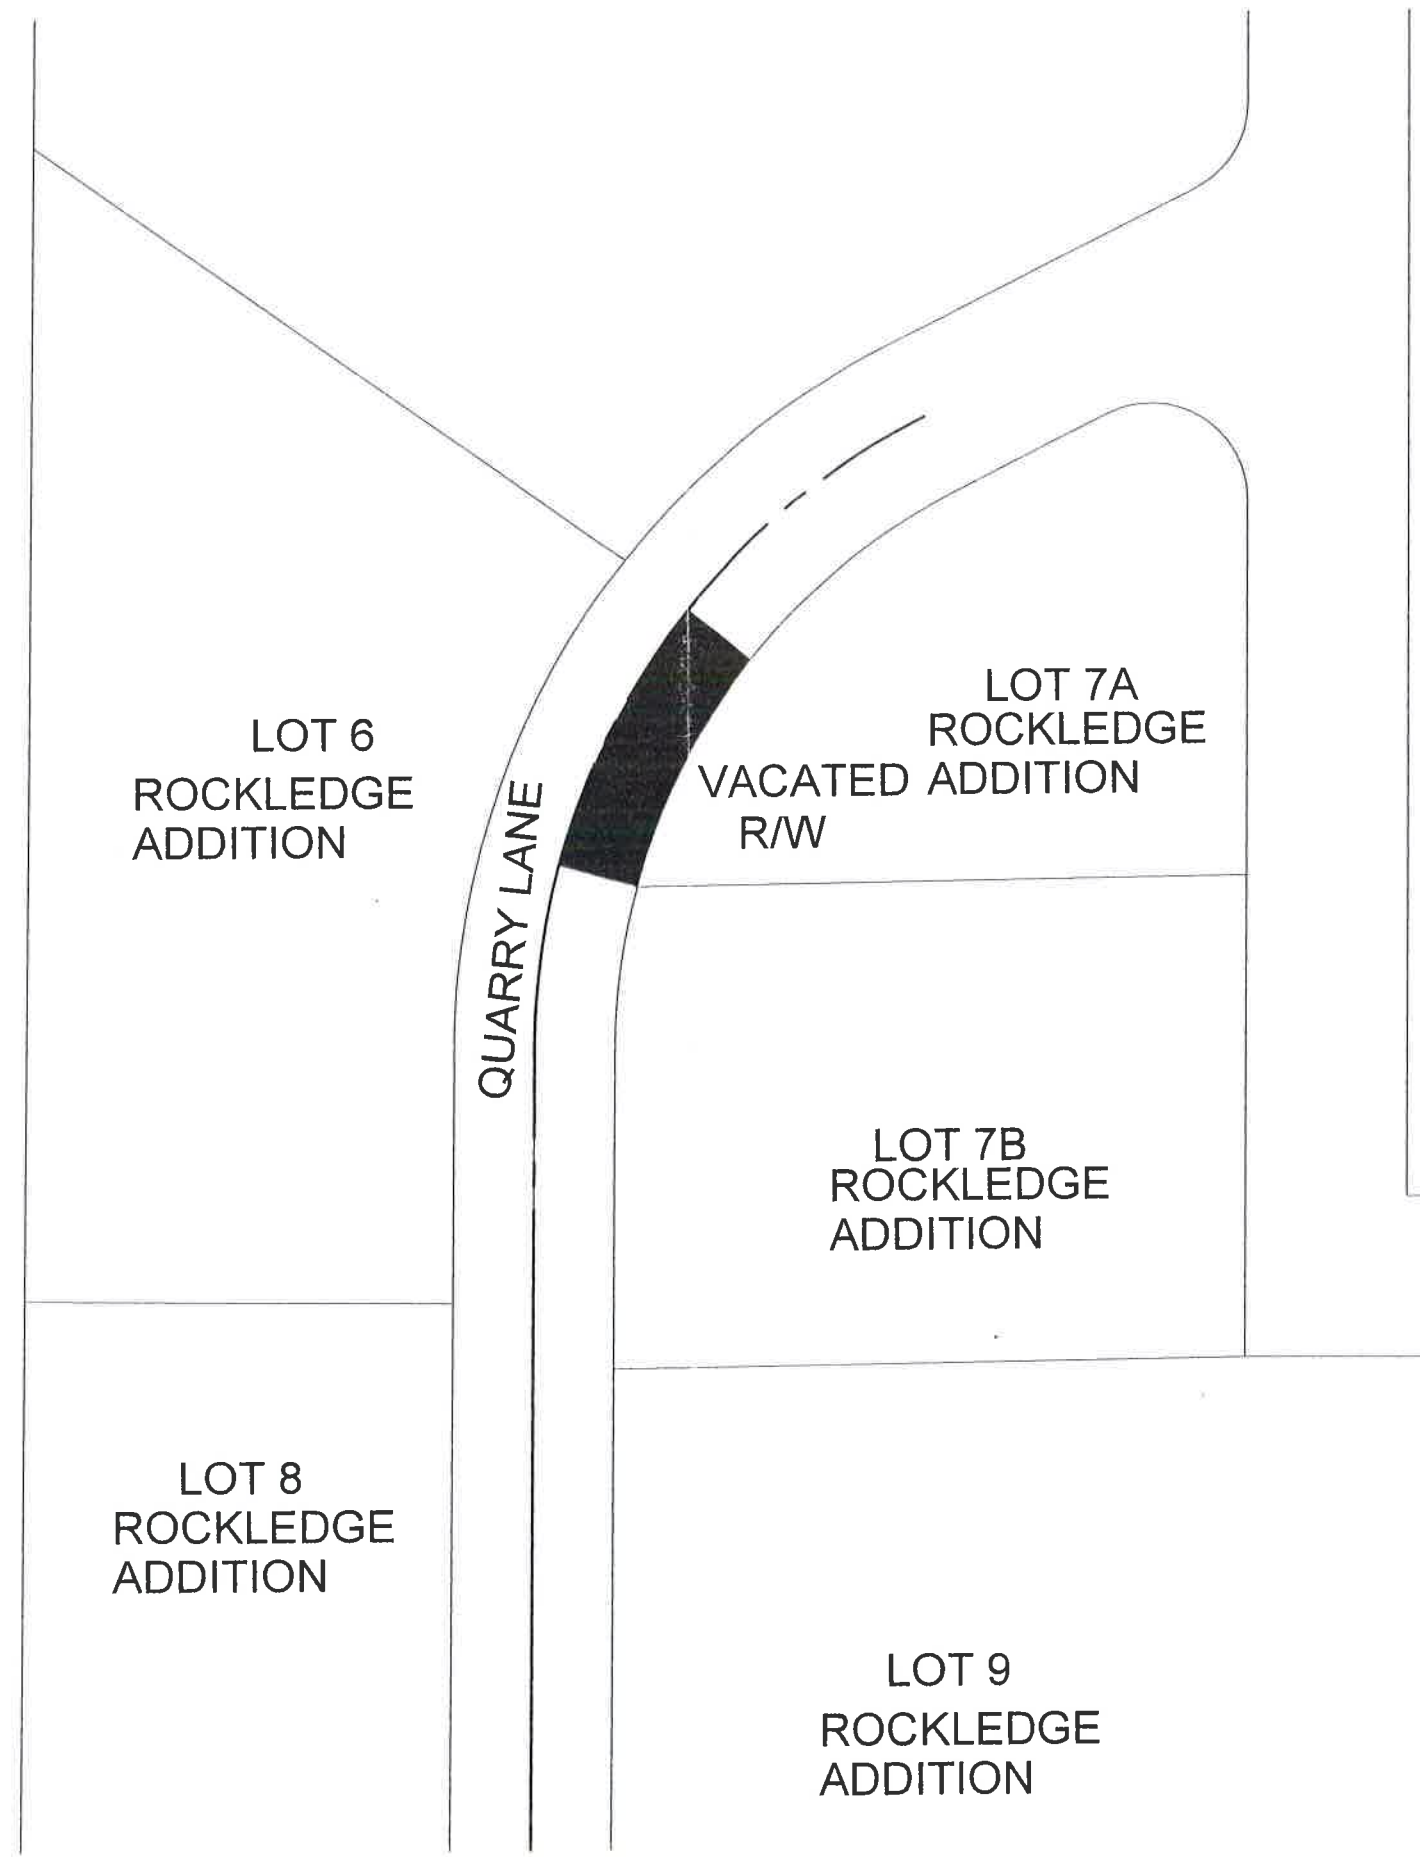 LOT 6
ROCKLEDGE
ADDITION
QUARRY LANE
VACATED
R/W
LOT 7A
ROCKLEDGE
ADDITION
LOT 7B
ROCKLEDGE
ADDITION
LOT 8
ROCKLEDGE
ADDITION
LOT 9
ROCKLEDGE
ADDITION